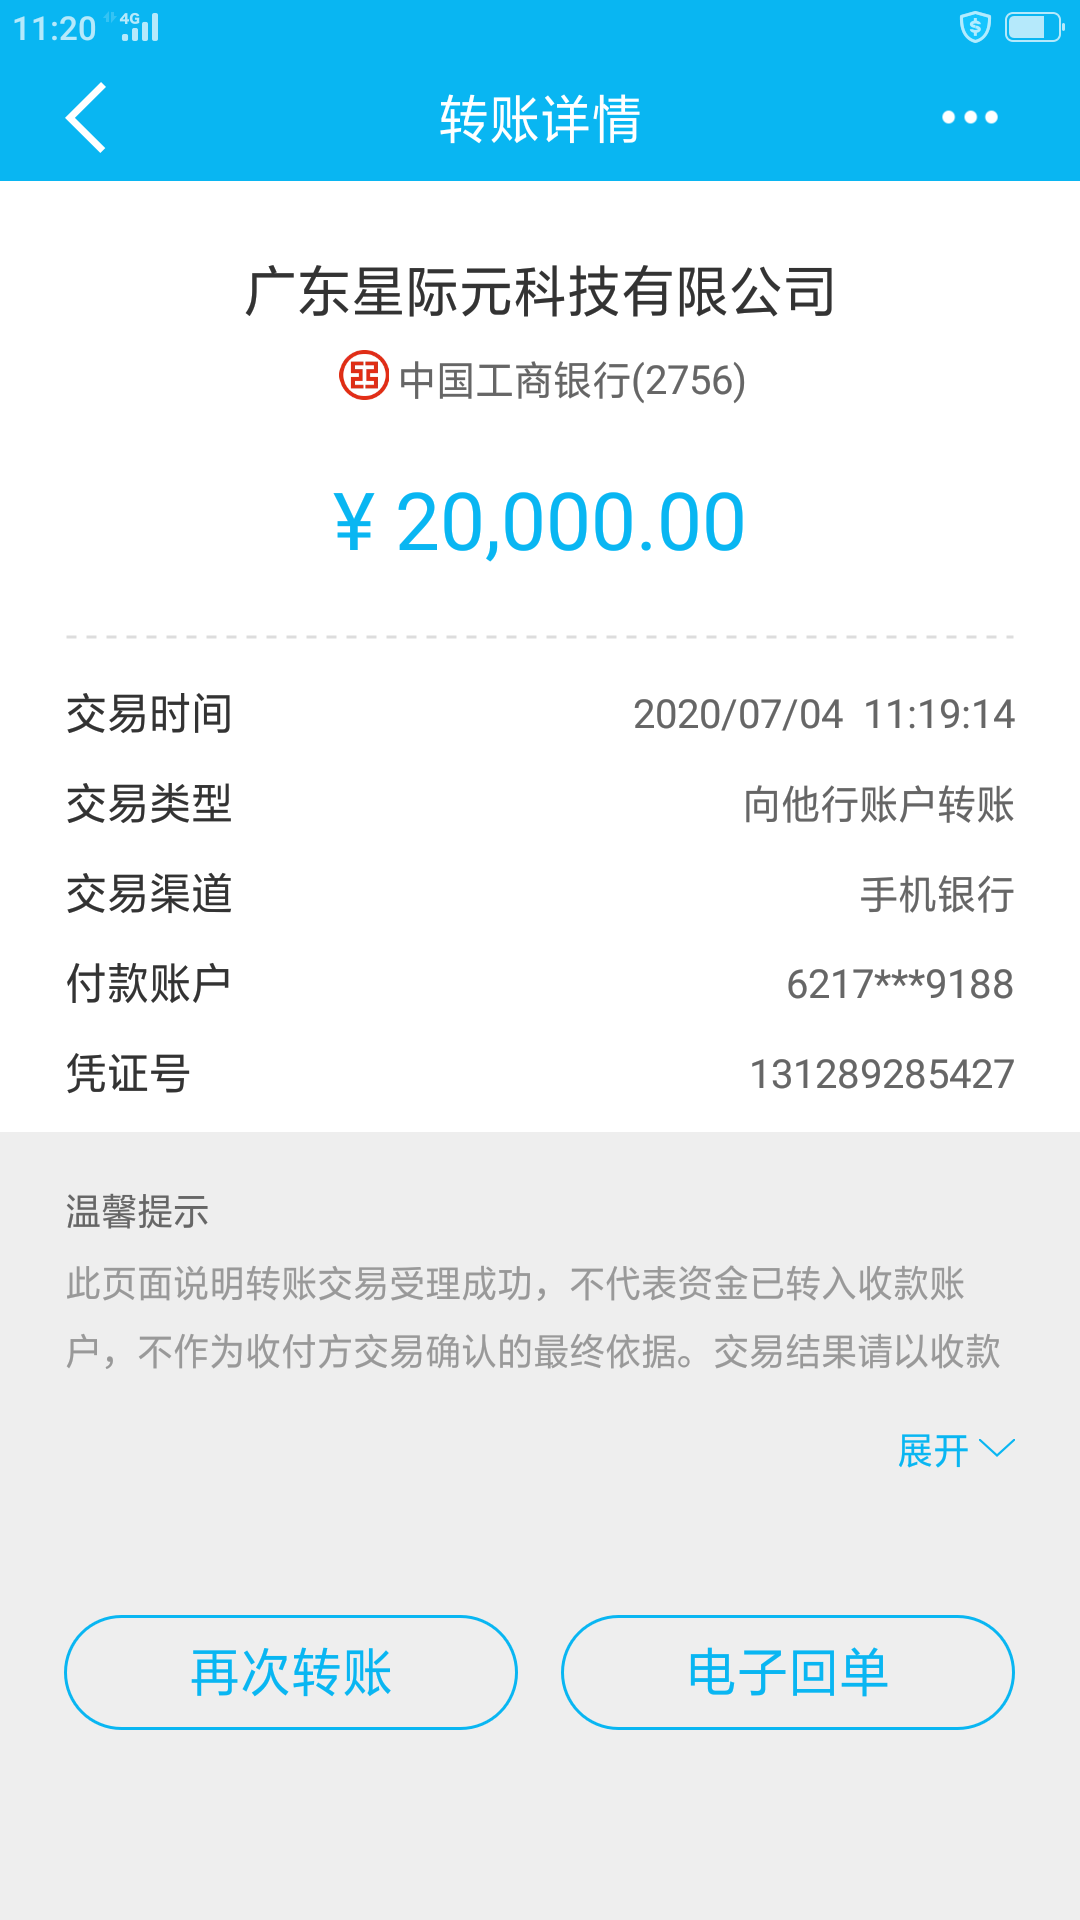 11:20 4G
转账详情
广东星际元科技有限公司
中国工商银行(2756)
¥ 20,000.00
交易时间 2020/07/04 11:19:14
交易类型 向他行账户转账
交易渠道 手机银行
付款账户 6217***9188
凭证号 131289285427
温馨提示
此页面说明转账交易受理成功，不代表资金已转入收款账
户，不作为收付方交易确认的最终依据。交易结果请以收款
展开
再次转账 电子回单